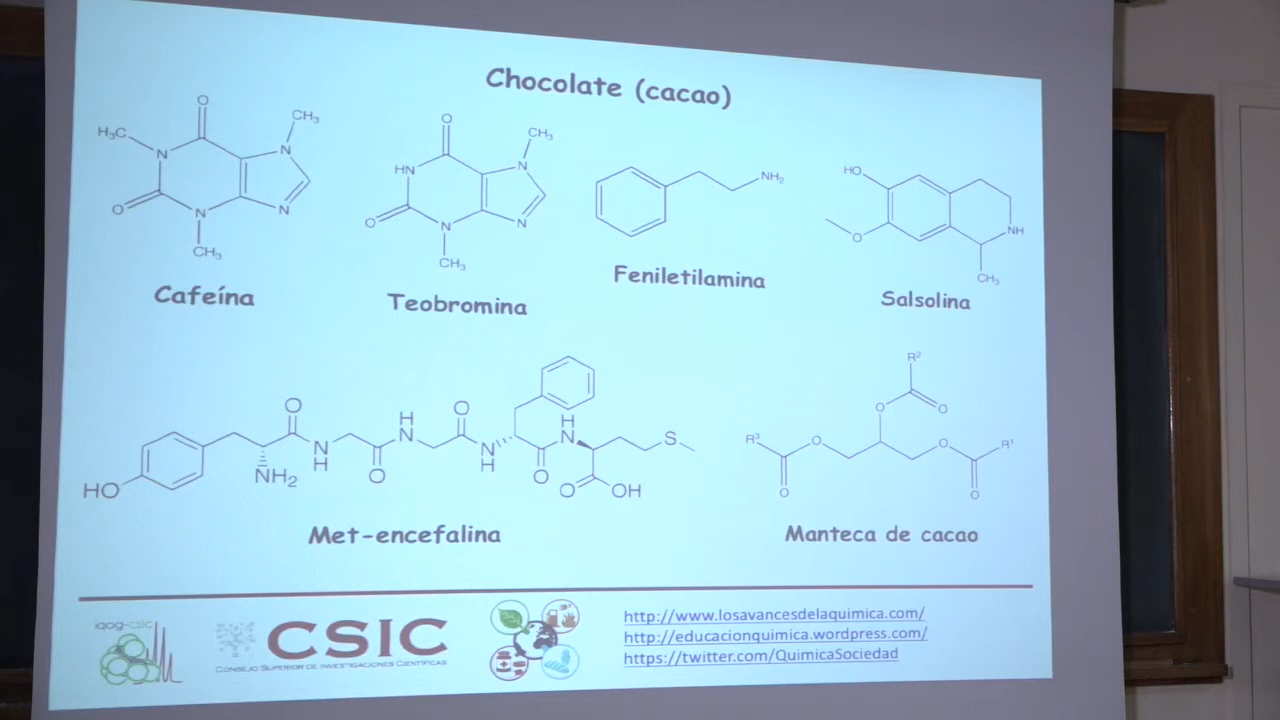 Chocolate (cacao)
O
CH₃
H₃C
N
N
O
N
N
CH₃
Cafeína
O
CH₃
HN
N
O
N
N
CH₃
Teobromina
NH₂
Feniletilamina
HO
O
NH
CH₃
Salsolina
O
H
N
O
N
H
NH₂
HO
O
N
H
O
H
N
S
O
OH
Met-encefalina
R²
O
O
R³
O
O
R¹
O
O
Manteca de cacao
iqog-CSIC
CSIC
CONSEJO SUPERIOR DE INVESTIGACIONES CIENTÍFICAS
http://www.losavancesdelaquimica.com/
http://educacionquimica.wordpress.com/
https://twitter.com/QuimicaSociedad